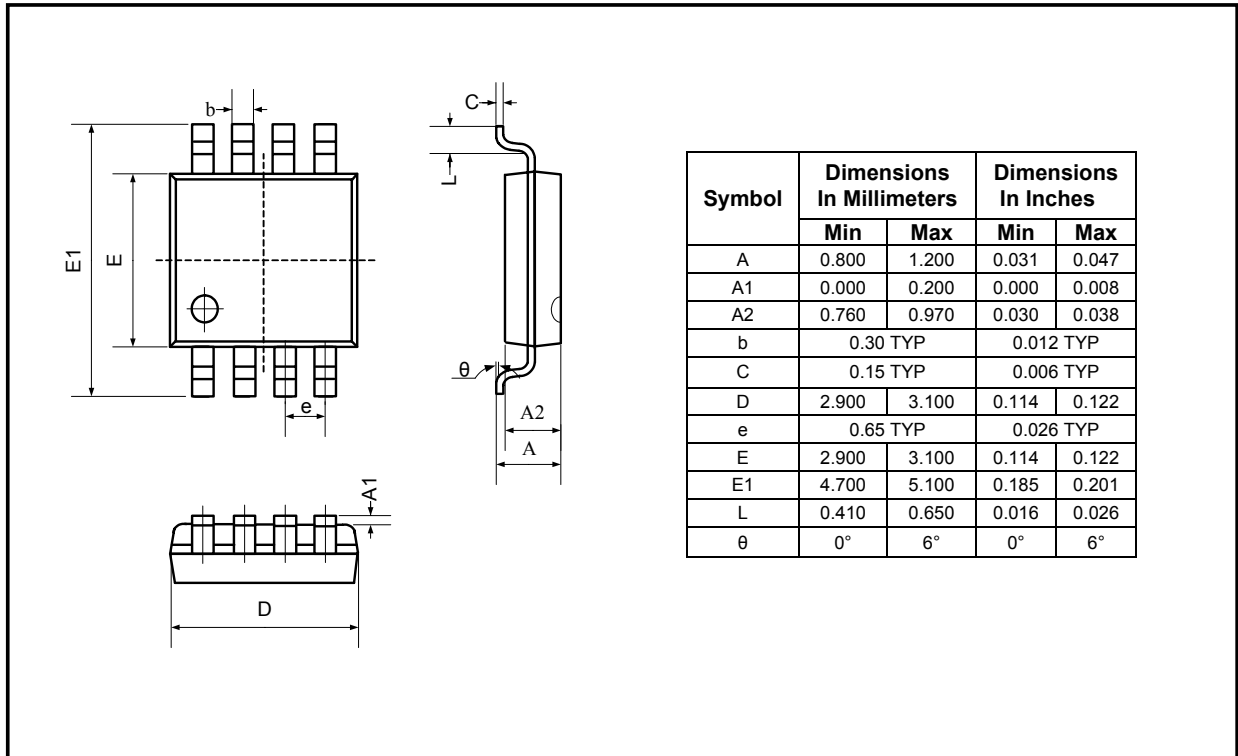 b
C
L
E1
E
θ
e
A2
A
A1
D
Symbol Dimensions In Millimeters Dimensions In Inches
Min Max Min Max
A 0.800 1.200 0.031 0.047
A1 0.000 0.200 0.000 0.008
A2 0.760 0.970 0.030 0.038
b 0.30 TYP 0.012 TYP
C 0.15 TYP 0.006 TYP
D 2.900 3.100 0.114 0.122
e 0.65 TYP 0.026 TYP
E 2.900 3.100 0.114 0.122
E1 4.700 5.100 0.185 0.201
L 0.410 0.650 0.016 0.026
θ 0° 6° 0° 6°